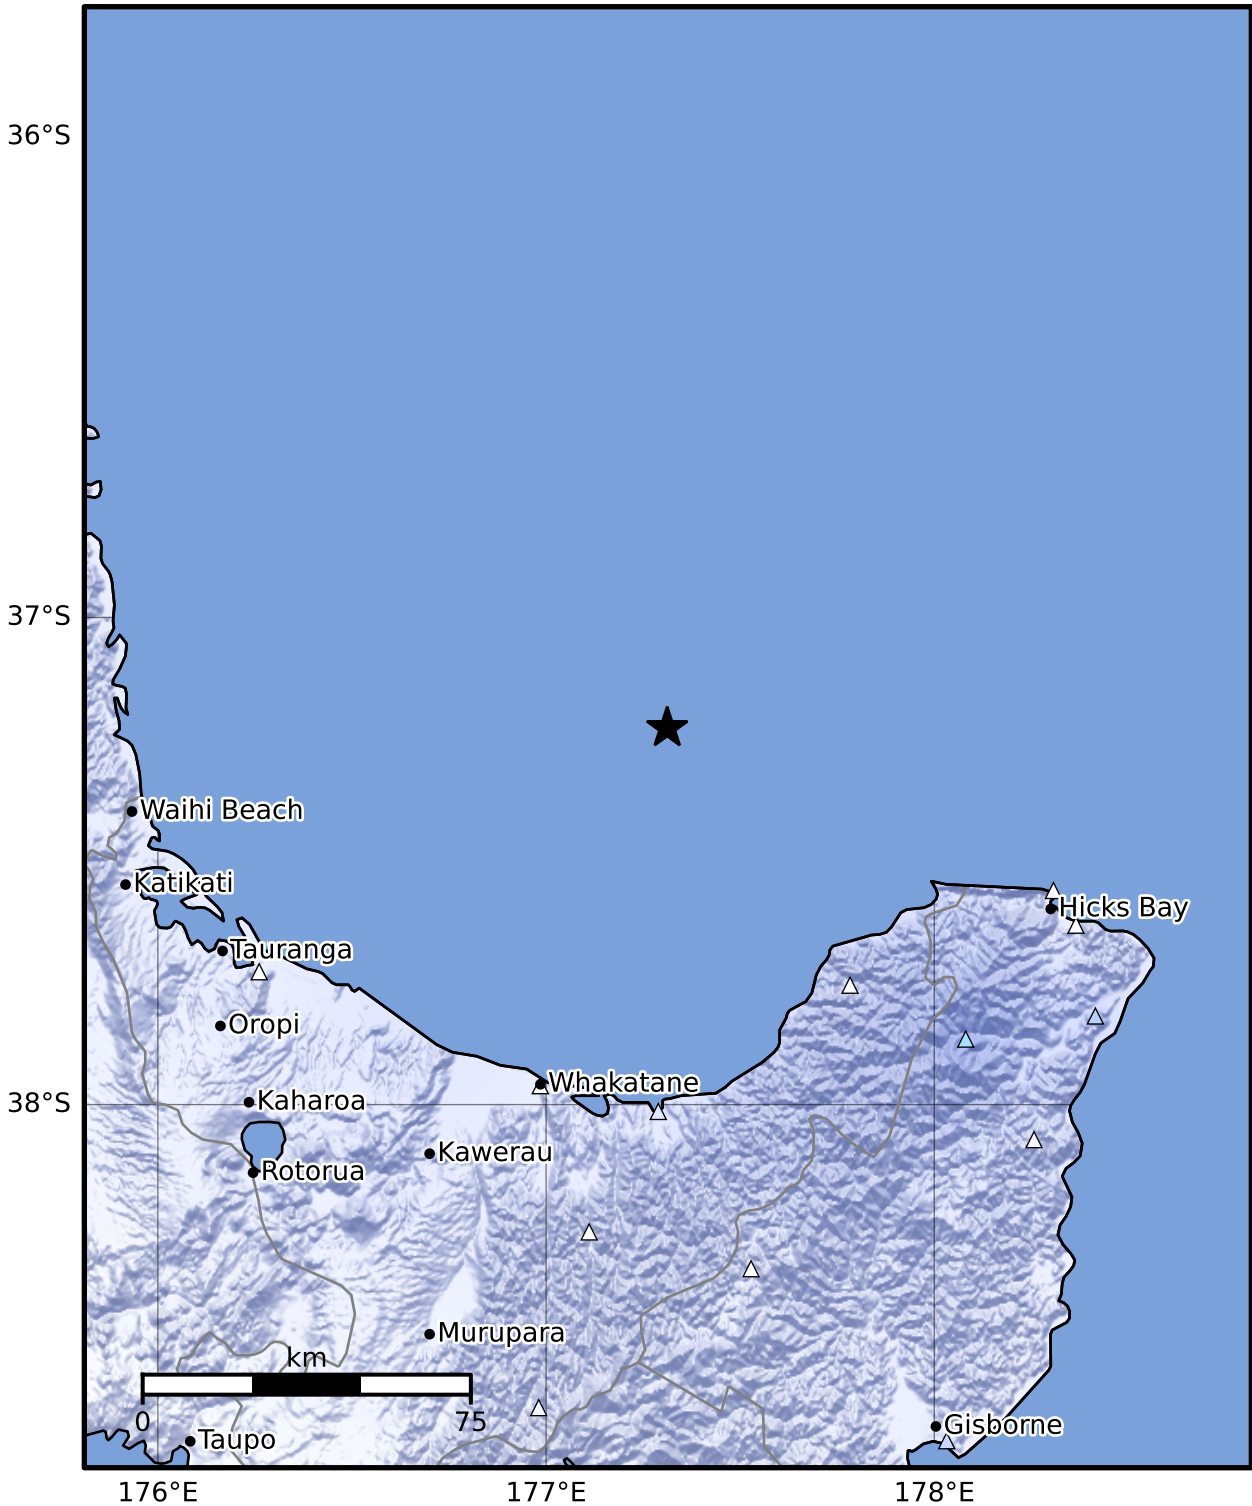 36°S
37°S
Waihi Beach
Katikati
Hicks Bay
Tauranga
Oropi
Whakatane
38°S
Kaharoa
Kawerau
Rotorua
Murupara
km
0
75
Gisborne
Taupo
176°E
177°E
178°E